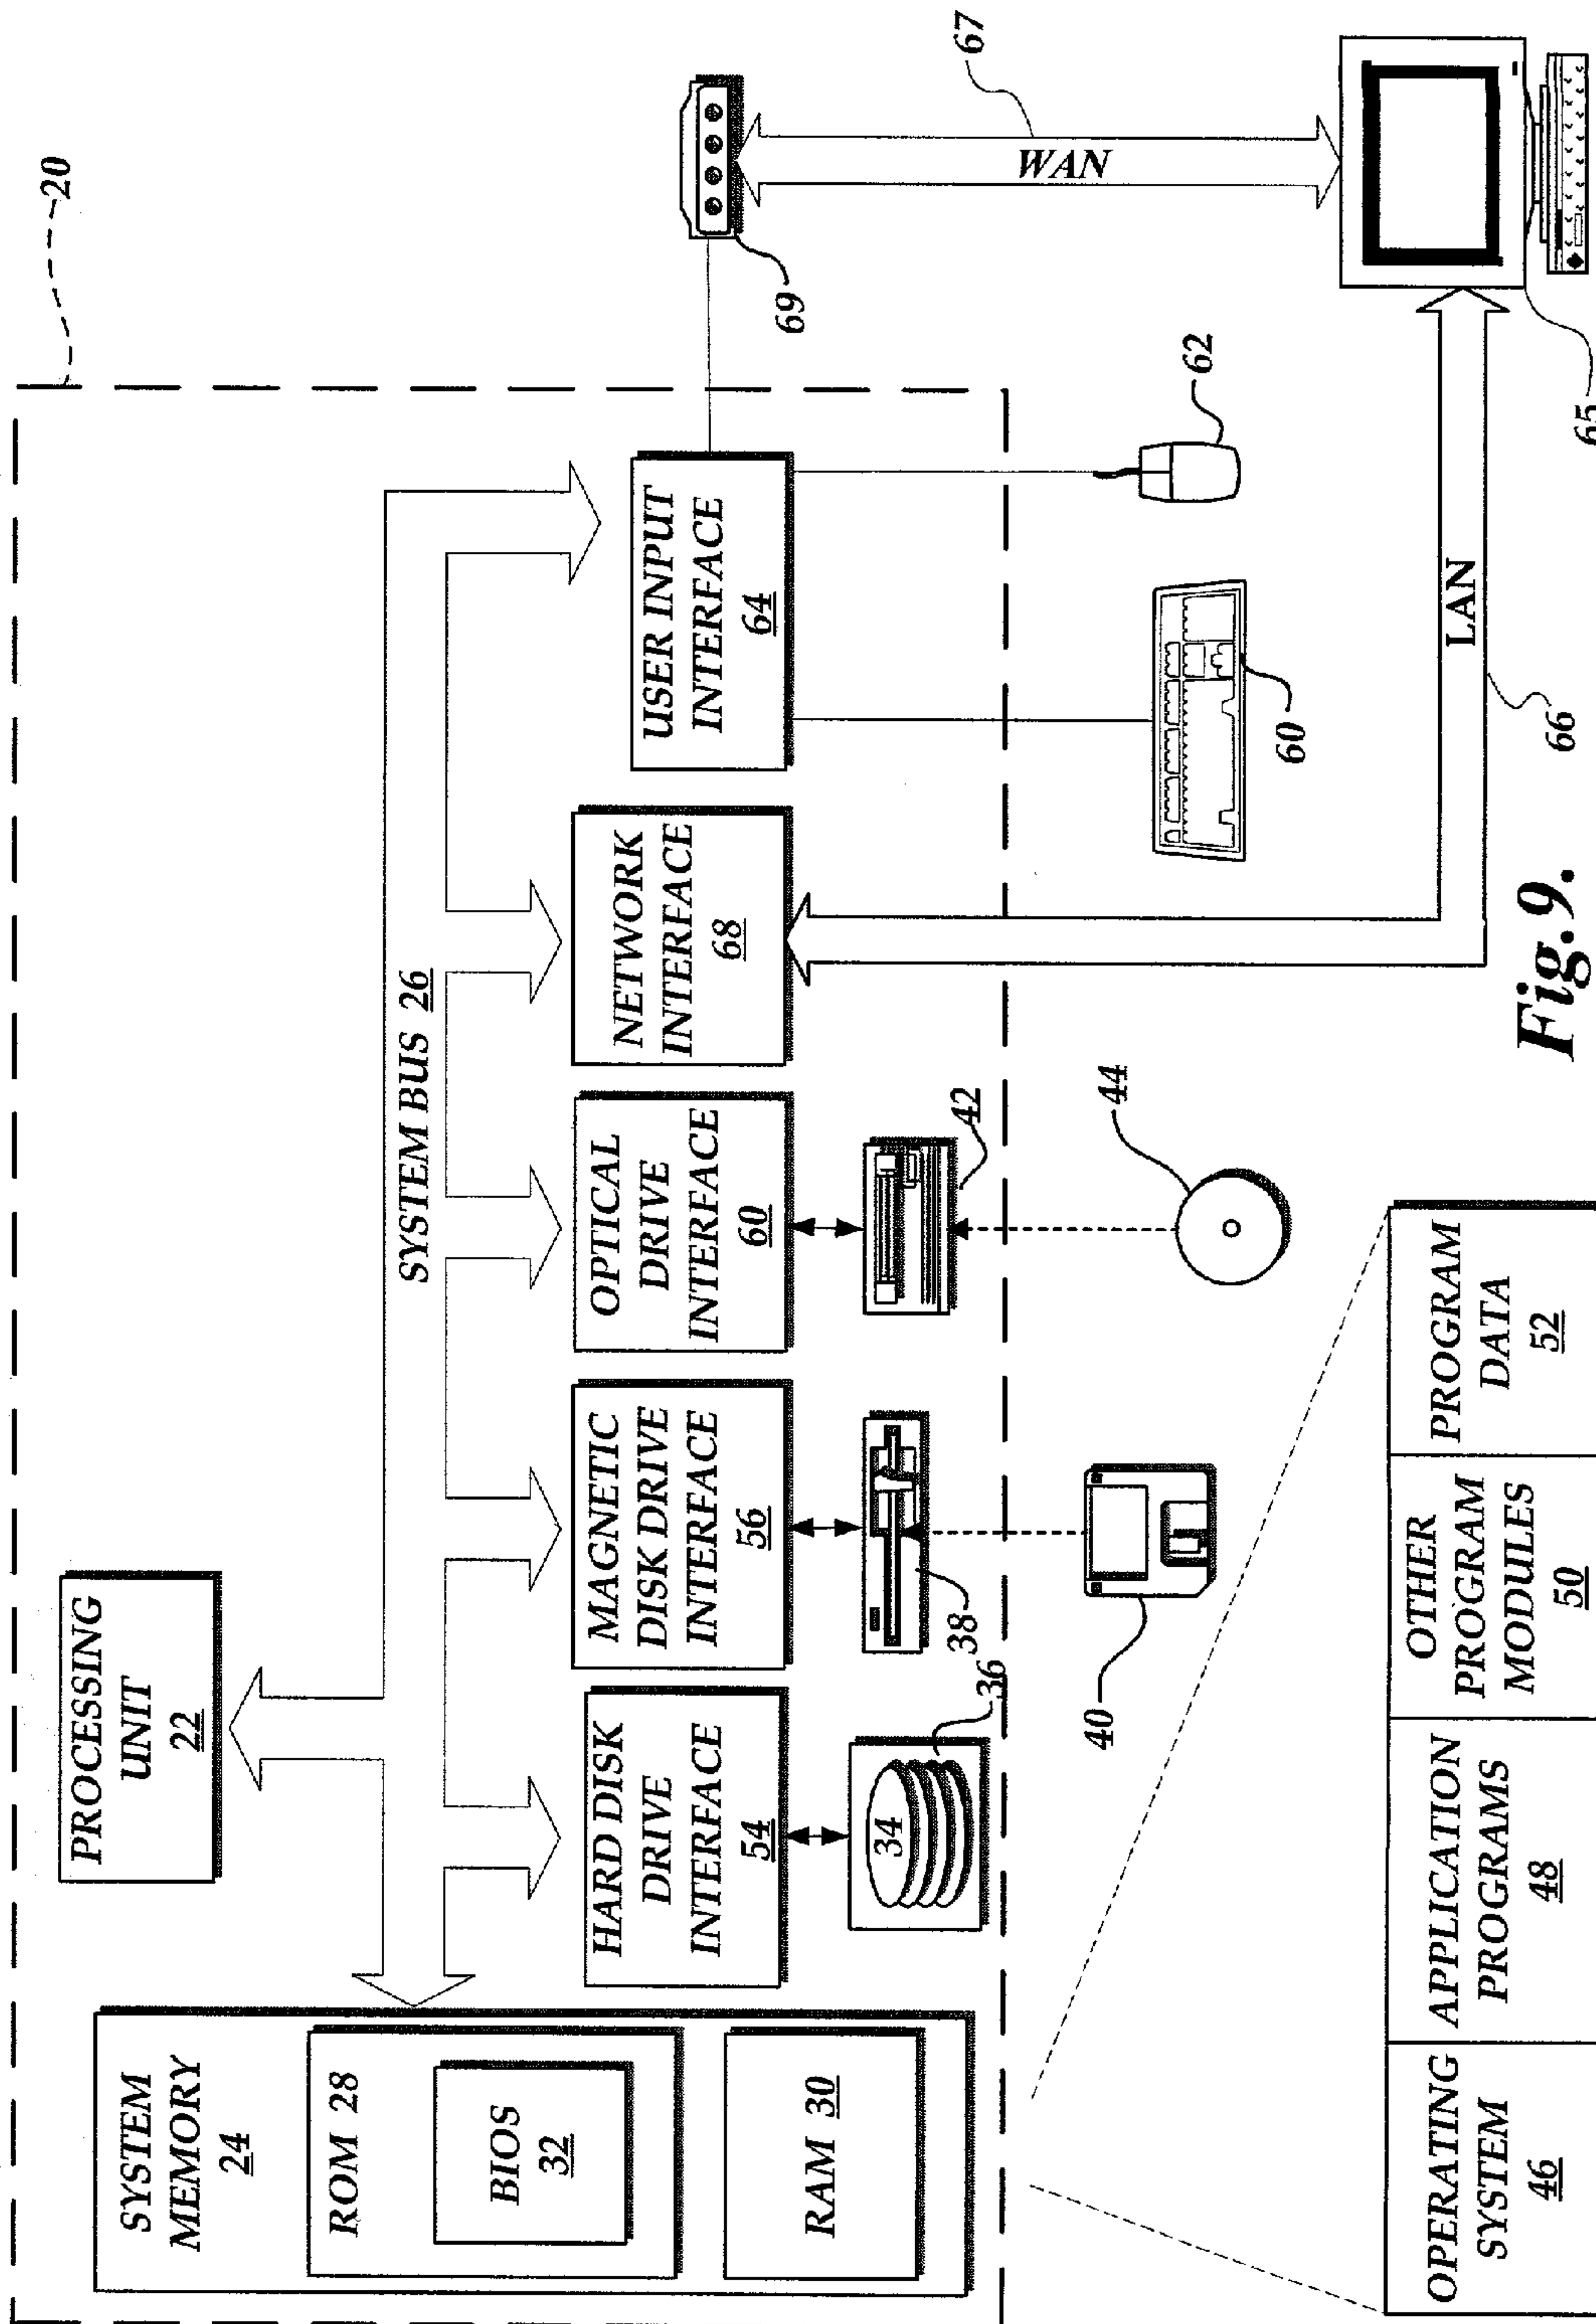 20
PROCESSING
UNIT
22
SYSTEM
MEMORY
24
ROM 28
BIOS
32
RAM 30
SYSTEM BUS 26
HARD DISK
DRIVE
INTERFACE
54
MAGNETIC
DISK DRIVE
INTERFACE
56
OPTICAL
DRIVE
INTERFACE
60
NETWORK
INTERFACE
68
USER INPUT
INTERFACE
64
34
36
38
42
69
40
44
60
62
WAN
67
LAN
66
65
OPERATING
SYSTEM
46
APPLICATION
PROGRAMS
48
OTHER
PROGRAM
MODULES
50
PROGRAM
DATA
52
Fig. 9.